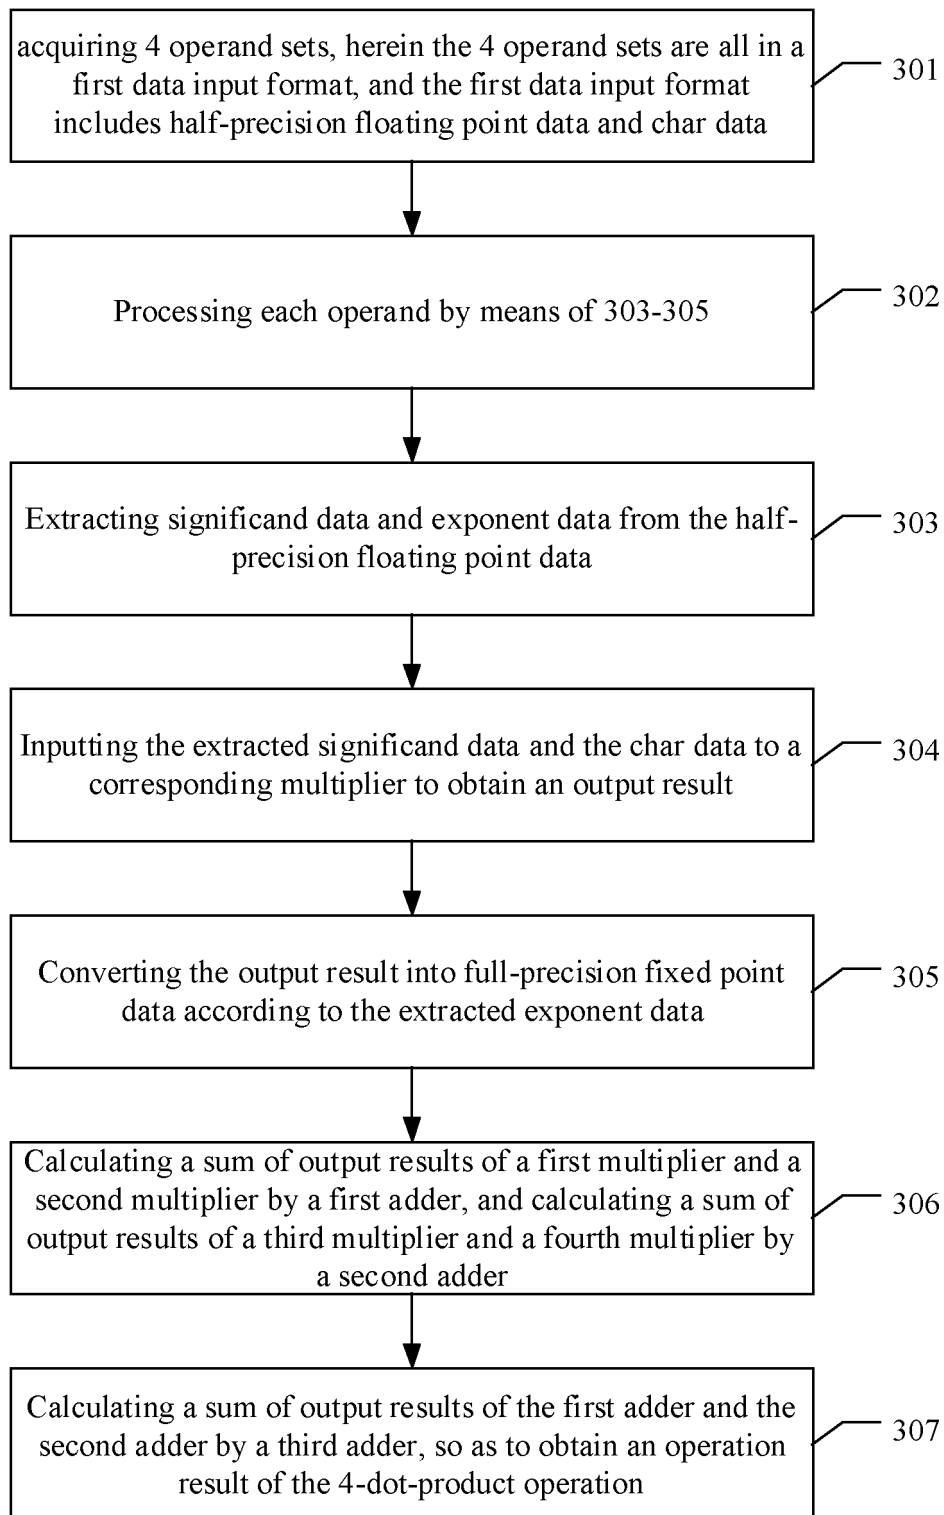 acquiring 4 operand sets, herein the 4 operand sets are all in a
first data input format, and the first data input format
includes half-precision floating point data and char data
301
Processing each operand by means of 303-305
302
Extracting significand data and exponent data from the half-
precision floating point data
303
Inputting the extracted significand data and the char data to a
corresponding multiplier to obtain an output result
304
Converting the output result into full-precision fixed point
data according to the extracted exponent data
305
Calculating a sum of output results of a first multiplier and a
second multiplier by a first adder, and calculating a sum of
output results of a third multiplier and a fourth multiplier by
a second adder
306
Calculating a sum of output results of the first adder and the
second adder by a third adder, so as to obtain an operation
result of the 4-dot-product operation
307